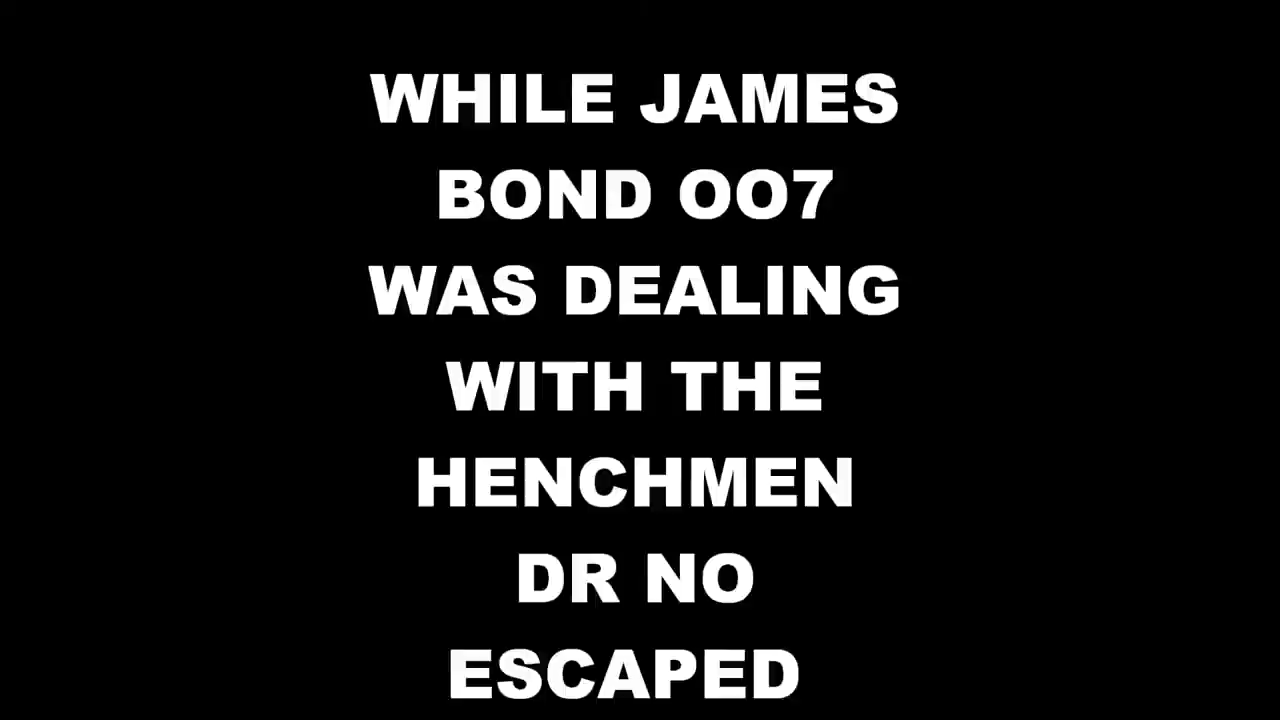 WHILE JAMES
BOND OO7
WAS DEALING
WITH THE
HENCHMEN
DR NO
ESCAPED